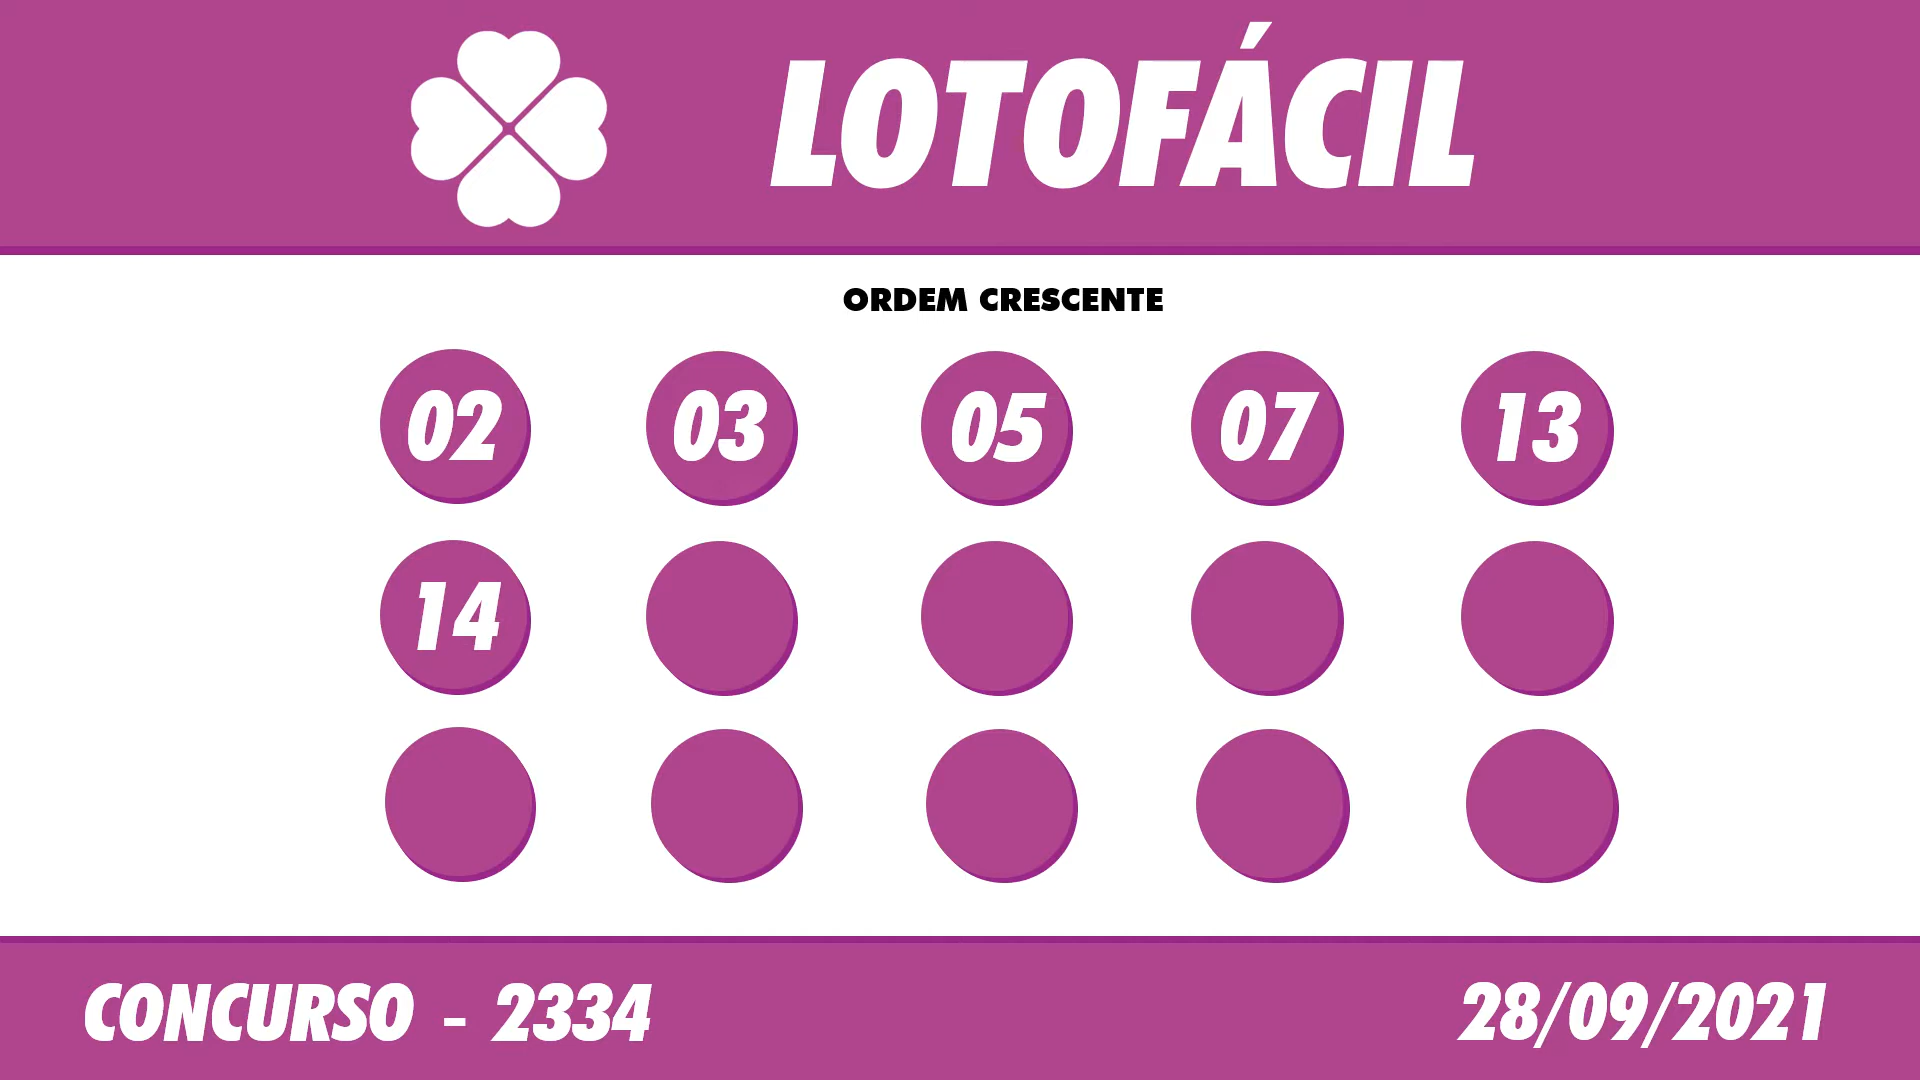 LOTOFÁCIL
ORDEM CRESCENTE
02 03 05 07 13
14
CONCURSO - 2334
28/09/2021